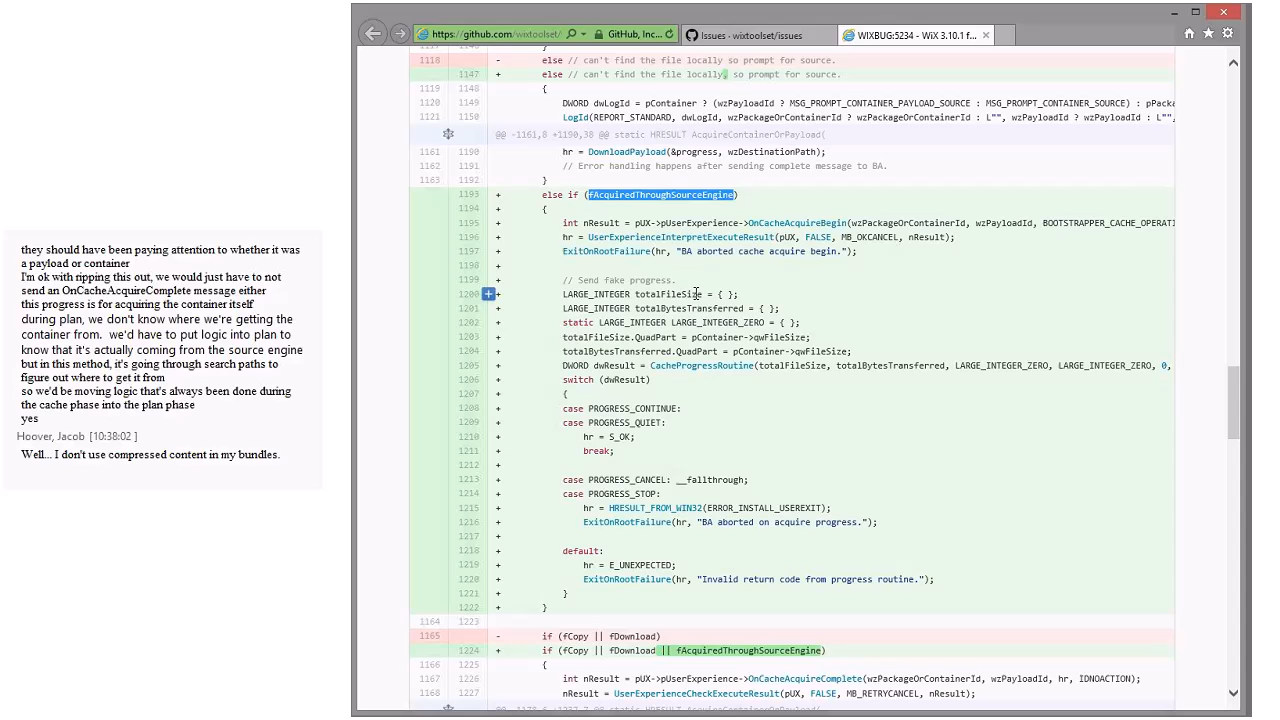 they should have been paying attention to whether it was
a payload or container
I'm ok with ripping this out, we would just have to not
send an OnCacheAcquireComplete message either
this progress is for acquiring the container itself
during plan, we don't know where we're getting the
container from.  we'd have to put logic into plan to
know that it's actually coming from the source engine
but in this method, it's going through search paths to
figure out where to get it from
so we'd be moving logic that's always been done during
the cache phase into the plan phase
yes
Hoover, Jacob [10:38:02 ]
Well... I don't use compressed content in my bundles.
https://github.com/wixtoolset/ GitHub, Inc... Issues - wixtoolset/issues WIXBUG:5234 - WiX 3.10.1 f...
1118 - else // can't find the file locally so prompt for source.
1147 + else // can't find the file locally, so prompt for source.
1119 1148 {
1120 1149 DWORD dwLogId = pContainer ? (wzPayloadId ? MSG_PROMPT_CONTAINER_PAYLOAD_SOURCE : MSG_PROMPT_CONTAINER_SOURCE) : pPacka
1121 1150 LogId(REPORT_STANDARD, dwLogId, wzPackageOrContainerId ? wzPackageOrContainerId : L"", wzPayloadId ? wzPayloadId : L"",
@@ -1161,8 +1190,38 @@ static HRESULT AcquireContainerOrPayload(
1161 1190 hr = DownloadPayload(&progress, wzDestinationPath);
1162 1191 // Error handling happens after sending complete message to BA.
1163 1192 }
1193 + else if (fAcquiredThroughSourceEngine)
1194 + {
1195 + int nResult = pUX->pUserExperience->OnCacheAcquireBegin(wzPackageOrContainerId, wzPayloadId, BOOTSTRAPPER_CACHE_OPERATI
1196 + hr = UserExperienceInterpretExecuteResult(pUX, FALSE, MB_OKCANCEL, nResult);
1197 + ExitOnRootFailure(hr, "BA aborted cache acquire begin.");
1198 +
1199 + // Send fake progress.
1200 + LARGE_INTEGER totalFileSize = { };
1201 + LARGE_INTEGER totalBytesTransferred = { };
1202 + static LARGE_INTEGER LARGE_INTEGER_ZERO = { };
1203 + totalFileSize.QuadPart = pContainer->qwFileSize;
1204 + totalBytesTransferred.QuadPart = pContainer->qwFileSize;
1205 + DWORD dwResult = CacheProgressRoutine(totalFileSize, totalBytesTransferred, LARGE_INTEGER_ZERO, LARGE_INTEGER_ZERO, 0,
1206 + switch (dwResult)
1207 + {
1208 + case PROGRESS_CONTINUE:
1209 + case PROGRESS_QUIET:
1210 + hr = S_OK;
1211 + break;
1212 +
1213 + case PROGRESS_CANCEL: __fallthrough;
1214 + case PROGRESS_STOP:
1215 + hr = HRESULT_FROM_WIN32(ERROR_INSTALL_USEREXIT);
1216 + ExitOnRootFailure(hr, "BA aborted on acquire progress.");
1217 +
1218 + default:
1219 + hr = E_UNEXPECTED;
1220 + ExitOnRootFailure(hr, "Invalid return code from progress routine.");
1221 + }
1222 + }
1164 1223
1165 - if (fCopy || fDownload)
1224 + if (fCopy || fDownload || fAcquiredThroughSourceEngine)
1166 1225 {
1167 1226 int nResult = pUX->pUserExperience->OnCacheAcquireComplete(wzPackageOrContainerId, wzPayloadId, hr, IDNOACTION);
1168 1227 nResult = UserExperienceCheckExecuteResult(pUX, FALSE, MB_RETRYCANCEL, nResult);